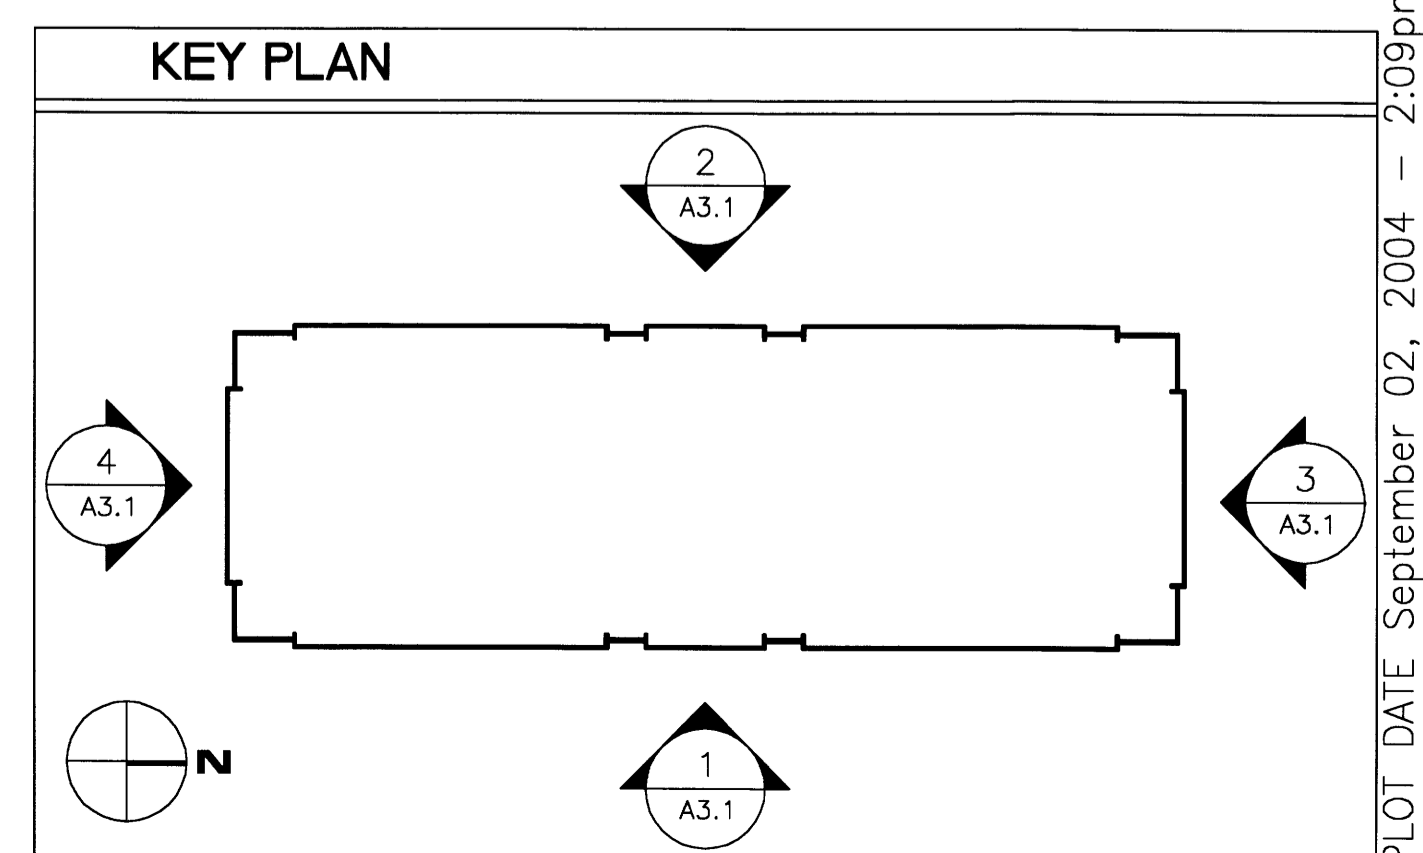 KEY PLAN
2
A3.1
4
A3.1
3
A3.1
N
1
A3.1
PLOT DATE September 02, 2004 - 2:09pm